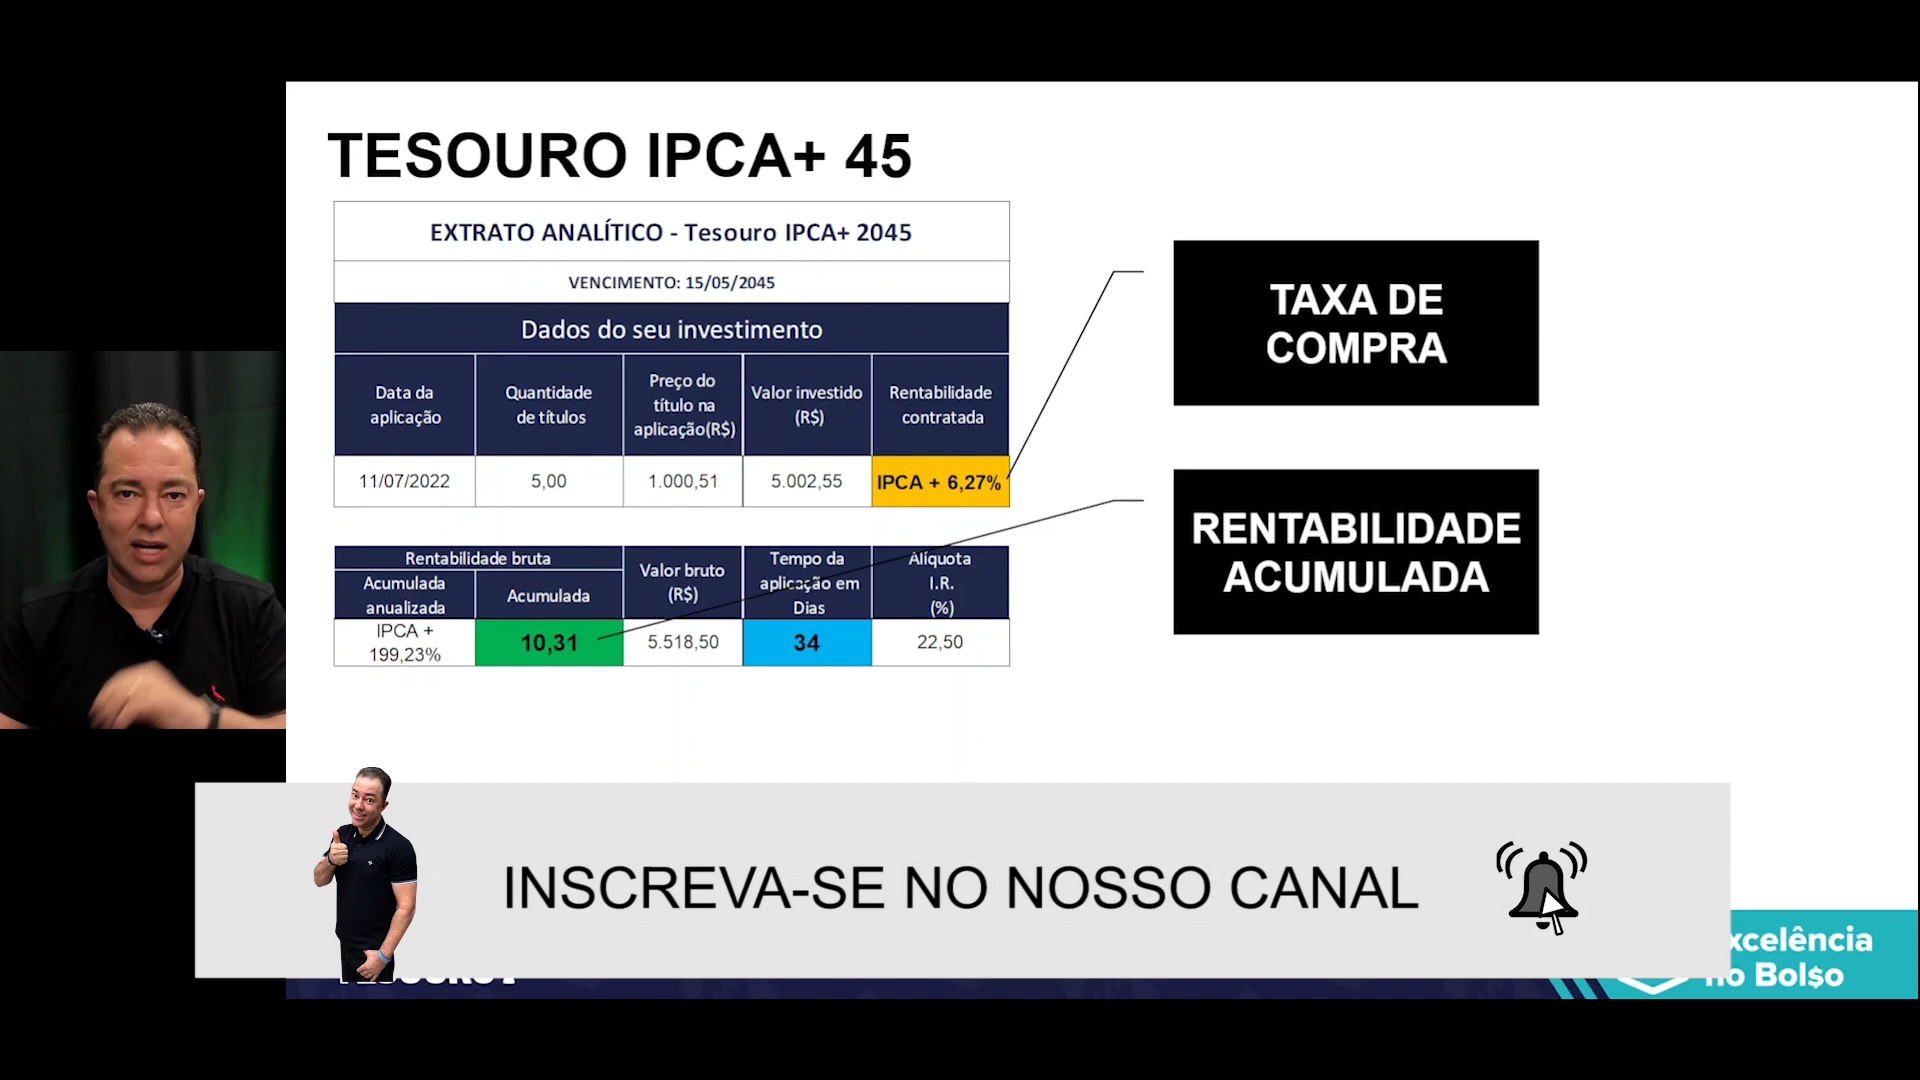 TESOURO IPCA+ 45
EXTRATO ANALÍTICO - Tesouro IPCA+ 2045
VENCIMENTO: 15/05/2045
Dados do seu investimento
Data da
aplicação
Quantidade
de títulos
Preço do
título na
aplicação(R$)
Valor investido
(R$)
Rentabilidade
contratada
11/07/2022
5,00
1.000,51
5.002,55
IPCA + 6,27%
Rentabilidade bruta
Acumulada
anualizada
Acumulada
Valor bruto
(R$)
Tempo da
aplicação em
Dias
Alíquota
I.R.
(%)
IPCA +
199,23%
10,31
5.518,50
34
22,50
TAXA DE
COMPRA
RENTABILIDADE
ACUMULADA
INSCREVA-SE NO NOSSO CANAL
xcelência
no Bol$o